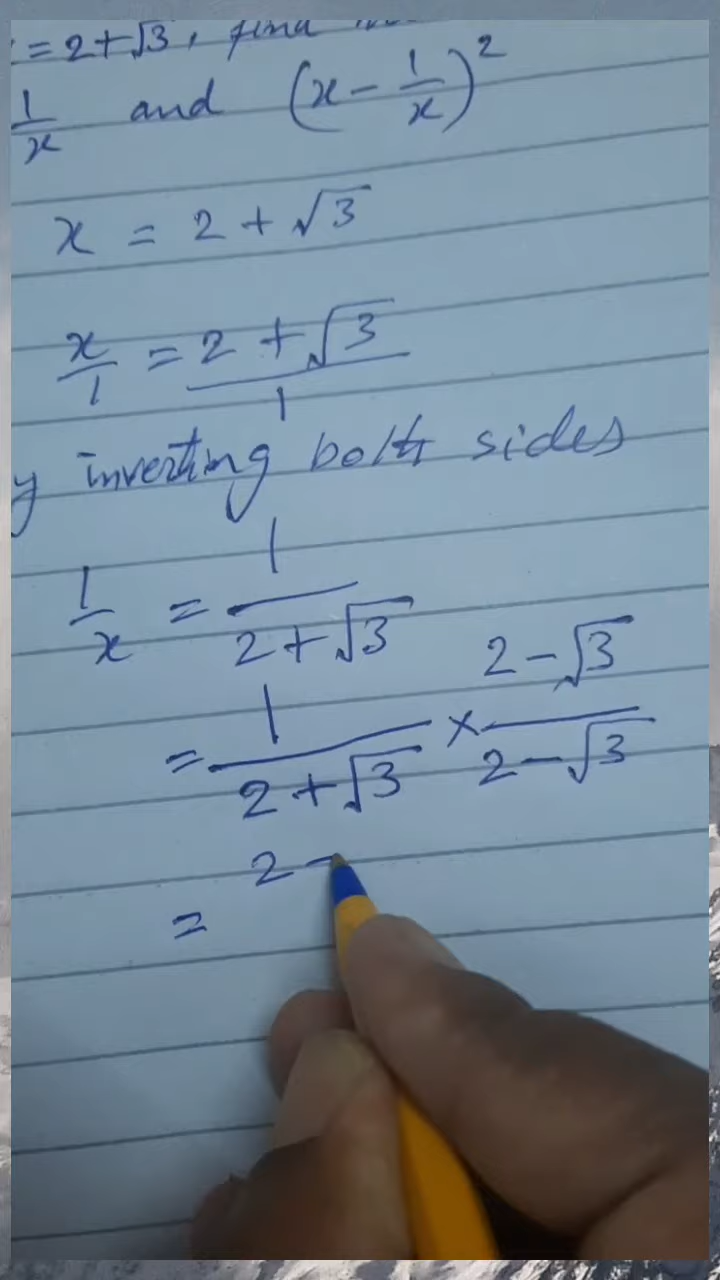 = 2+√3, find
1/x and (x - 1/x)²
x = 2 + √3
x/1 = (2 + √3)/1
y inverting both sides
1/x = 1/(2 + √3)
= 1/(2 + √3) × (2 - √3)/(2 - √3)
= 2 -